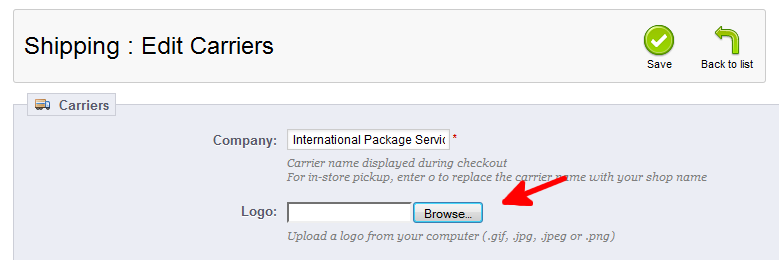 Shipping : Edit Carriers
Save
Back to list
Carriers
Company:
International Package Servic
*
Carrier name displayed during checkout
For in-store pickup, enter 0 to replace the carrier name with your shop name
Logo:
Browse...
Upload a logo from your computer (.gif, .jpg, .jpeg or .png)